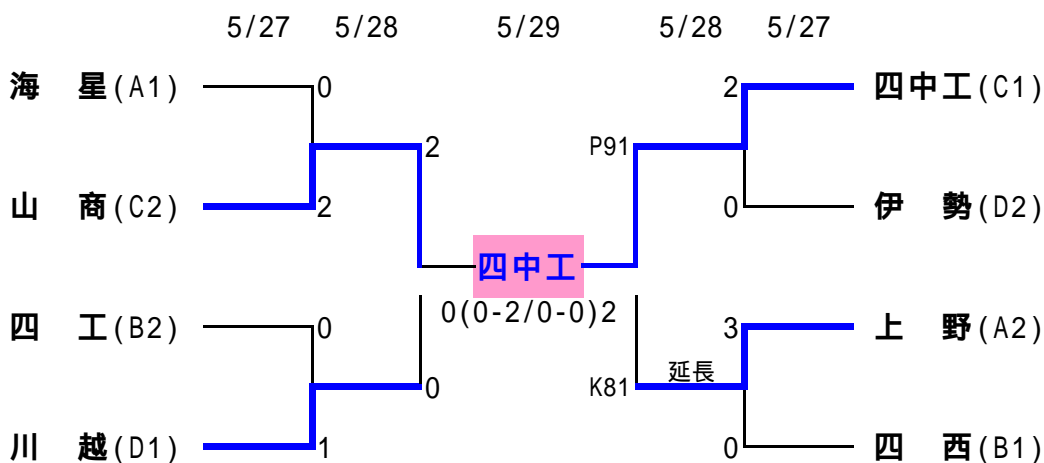 5/27 5/28 5/29 5/28 5/27
海 星(A1) 0 2 四中工(C1)
2 P91
山 商(C2) 2 0 伊 勢(D2)
四中工
0(0-2/0-0)2
四 工(B2) 0 3 上 野(A2)
延長
0 K81
川 越(D1) 1 0 四 西(B1)